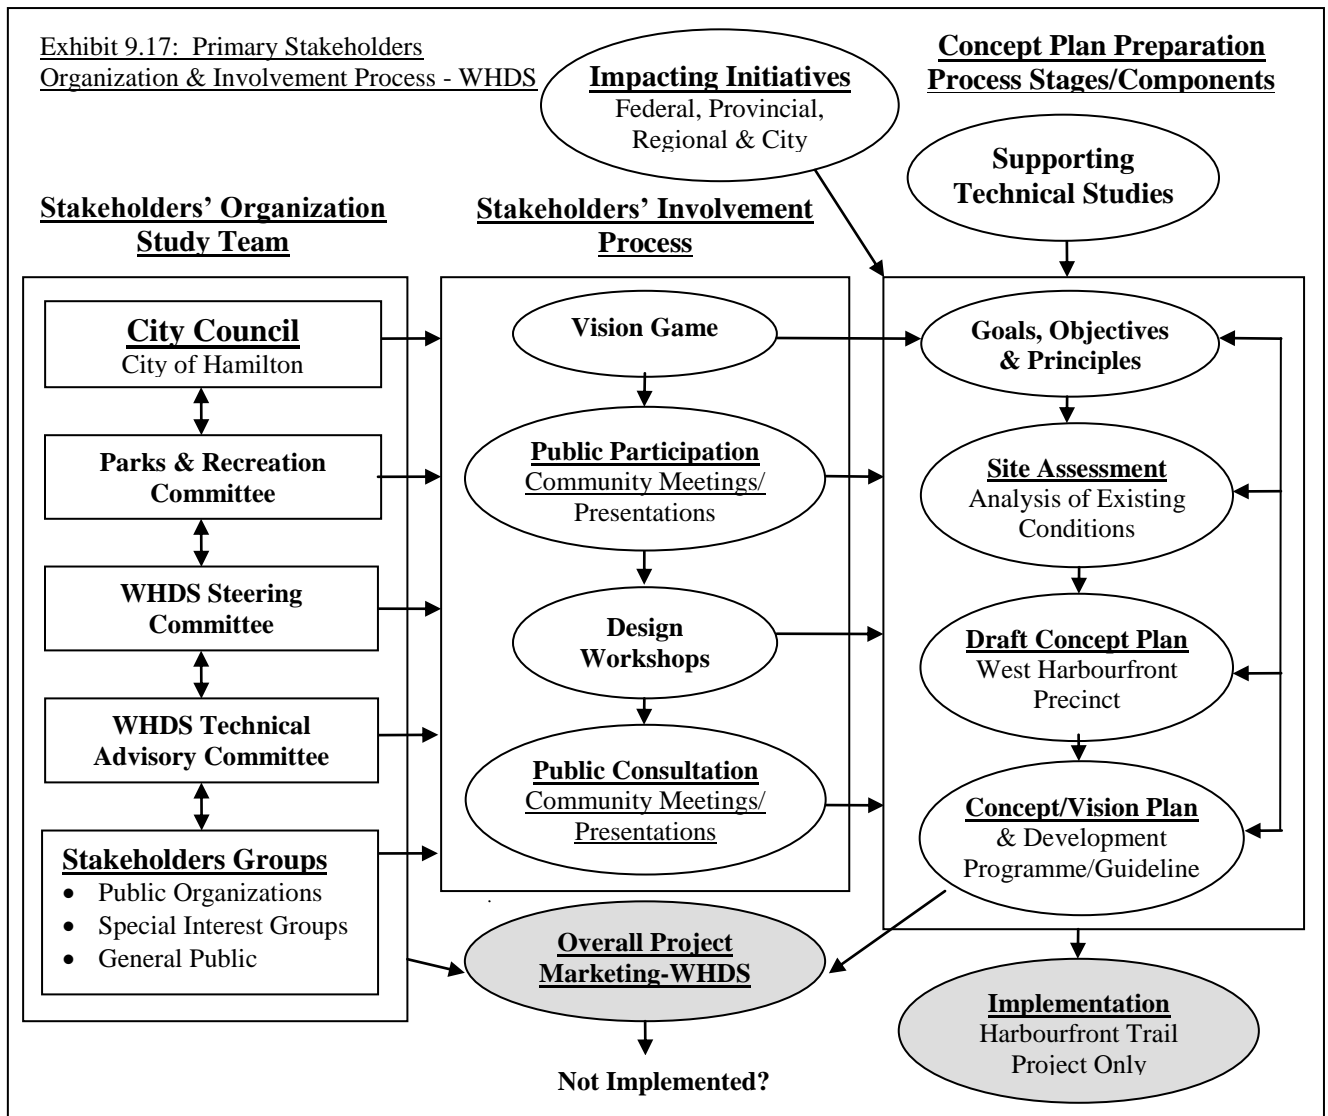 Exhibit 9.17:  Primary Stakeholders
Organization & Involvement Process - WHDS
Impacting Initiatives
Federal, Provincial,
Regional & City
Concept Plan Preparation
Process Stages/Components
Supporting
Technical Studies
Stakeholders’ Organization
Study Team
Stakeholders’ Involvement
Process
City Council
City of Hamilton
Parks & Recreation
Committee
WHDS Steering
Committee
WHDS Technical
Advisory Committee
Stakeholders Groups
• Public Organizations
• Special Interest Groups
• General Public
Vision Game
Public Participation
Community Meetings/
Presentations
Design
Workshops
Public Consultation
Community Meetings/
Presentations
Goals, Objectives
& Principles
Site Assessment
Analysis of Existing
Conditions
Draft Concept Plan
West Harbourfront
Precinct
Concept/Vision Plan
& Development
Programme/Guideline
Overall Project
Marketing-WHDS
Not Implemented?
Implementation
Harbourfront Trail
Project Only